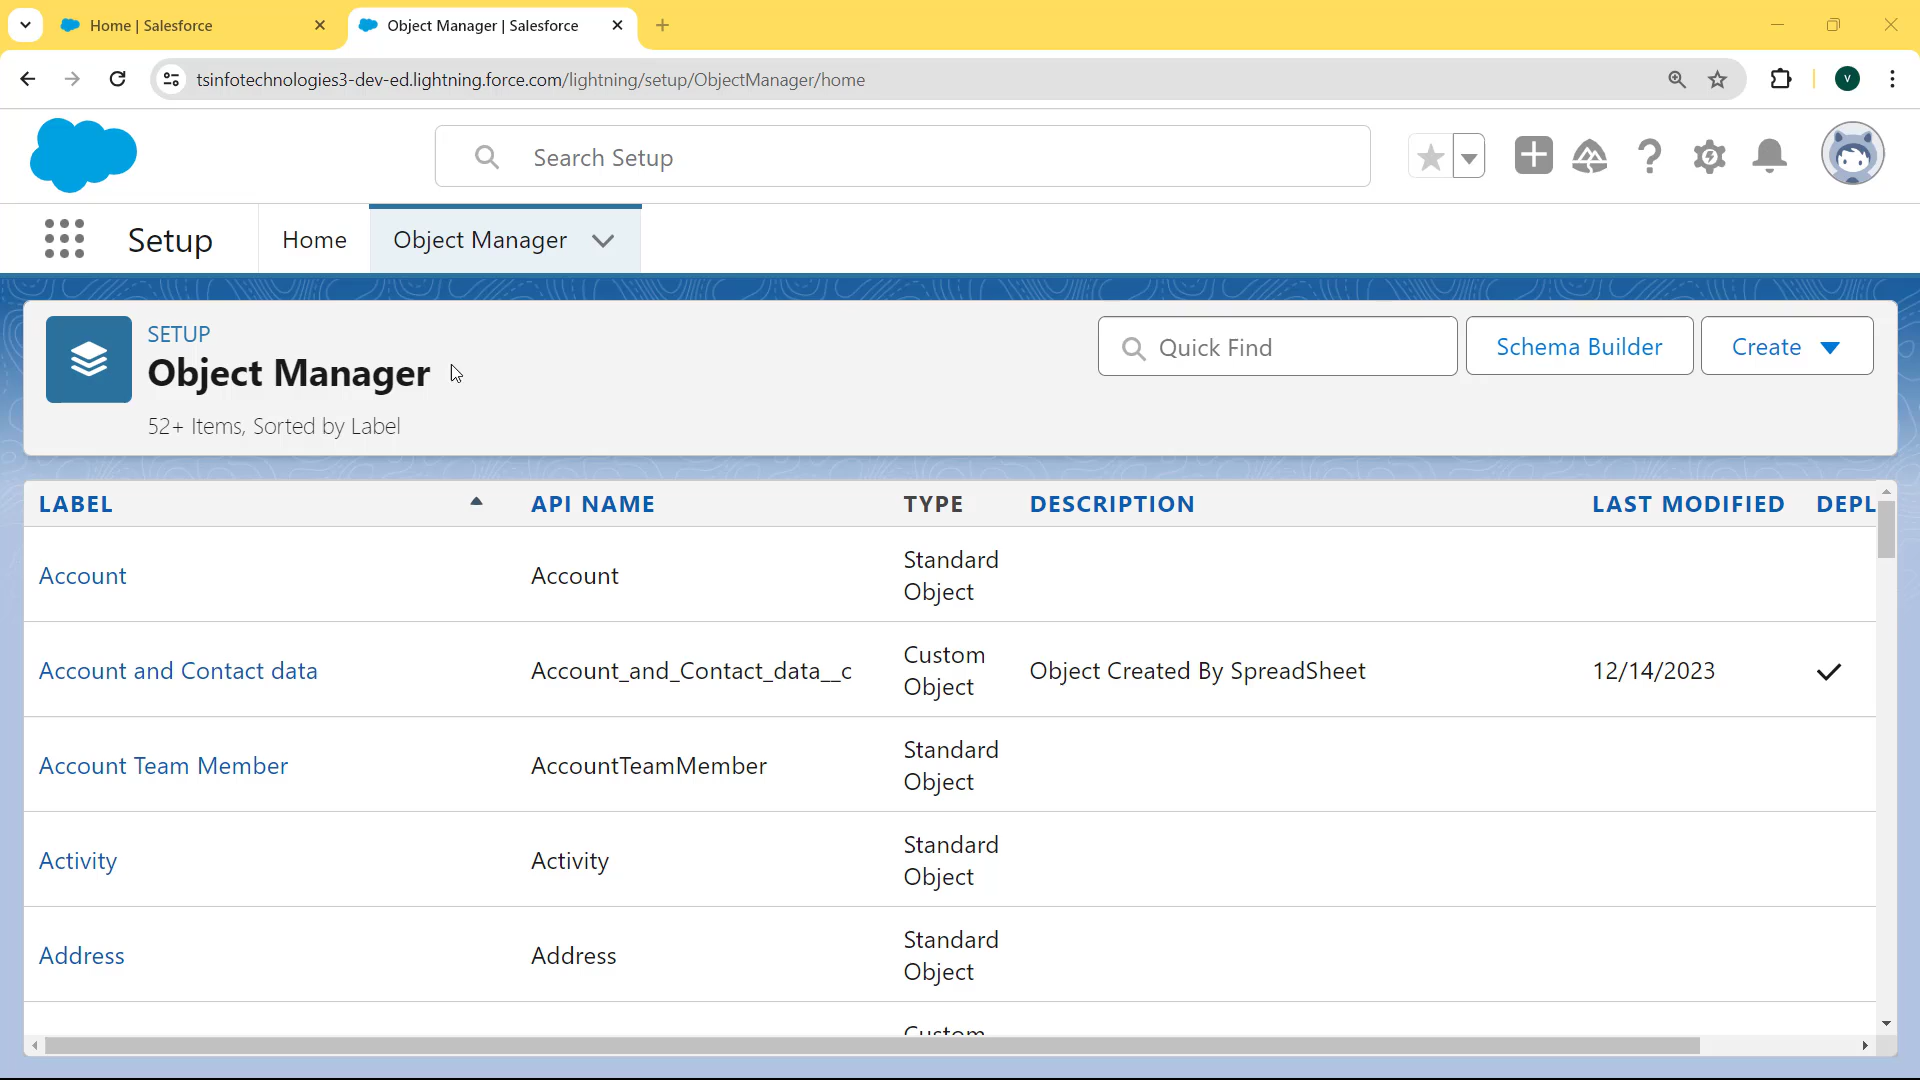 Home | Salesforce
Object Manager | Salesforce
tsinfotechnologies3-dev-ed.lightning.force.com/lightning/setup/ObjectManager/home
V
Search Setup
Setup
Home
Object Manager
SETUP
Object Manager
52+ Items, Sorted by Label
Quick Find
Schema Builder
Create
LABEL API NAME TYPE DESCRIPTION LAST MODIFIED DEPL
Account Account Standard Object
Account and Contact data Account_and_Contact_data__c Custom Object Object Created By SpreadSheet 12/14/2023
Account Team Member AccountTeamMember Standard Object
Activity Activity Standard Object
Address Address Standard Object
Custom